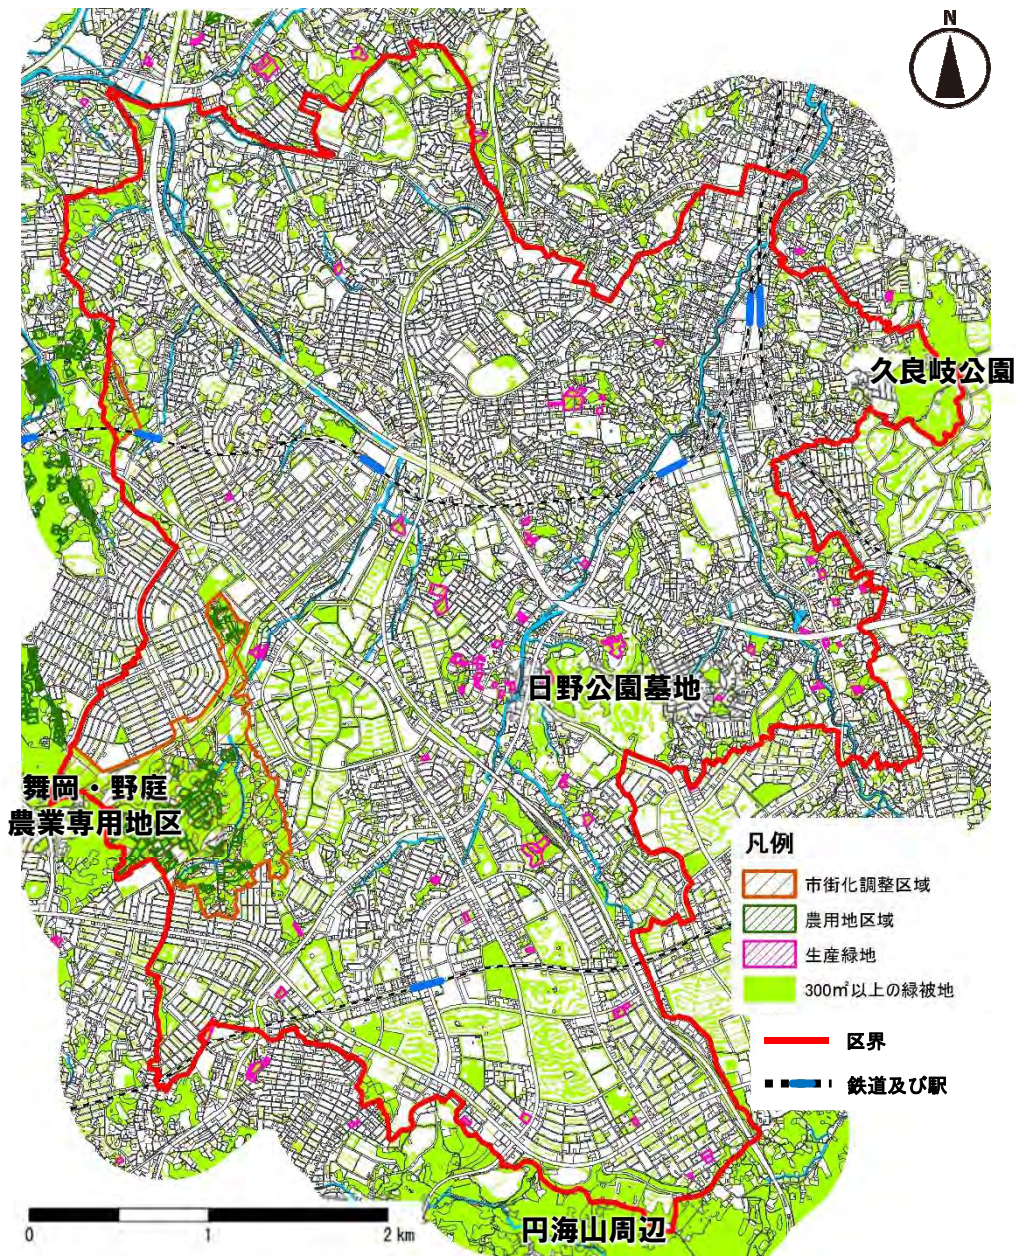 N
久良岐公園
日野公園墓地
舞岡・野庭
農業専用地区
凡例
市街化調整区域
農用地区域
生産緑地
300㎡以上の緑被地
区界
鉄道及び駅
円海山周辺
0 1 2 km